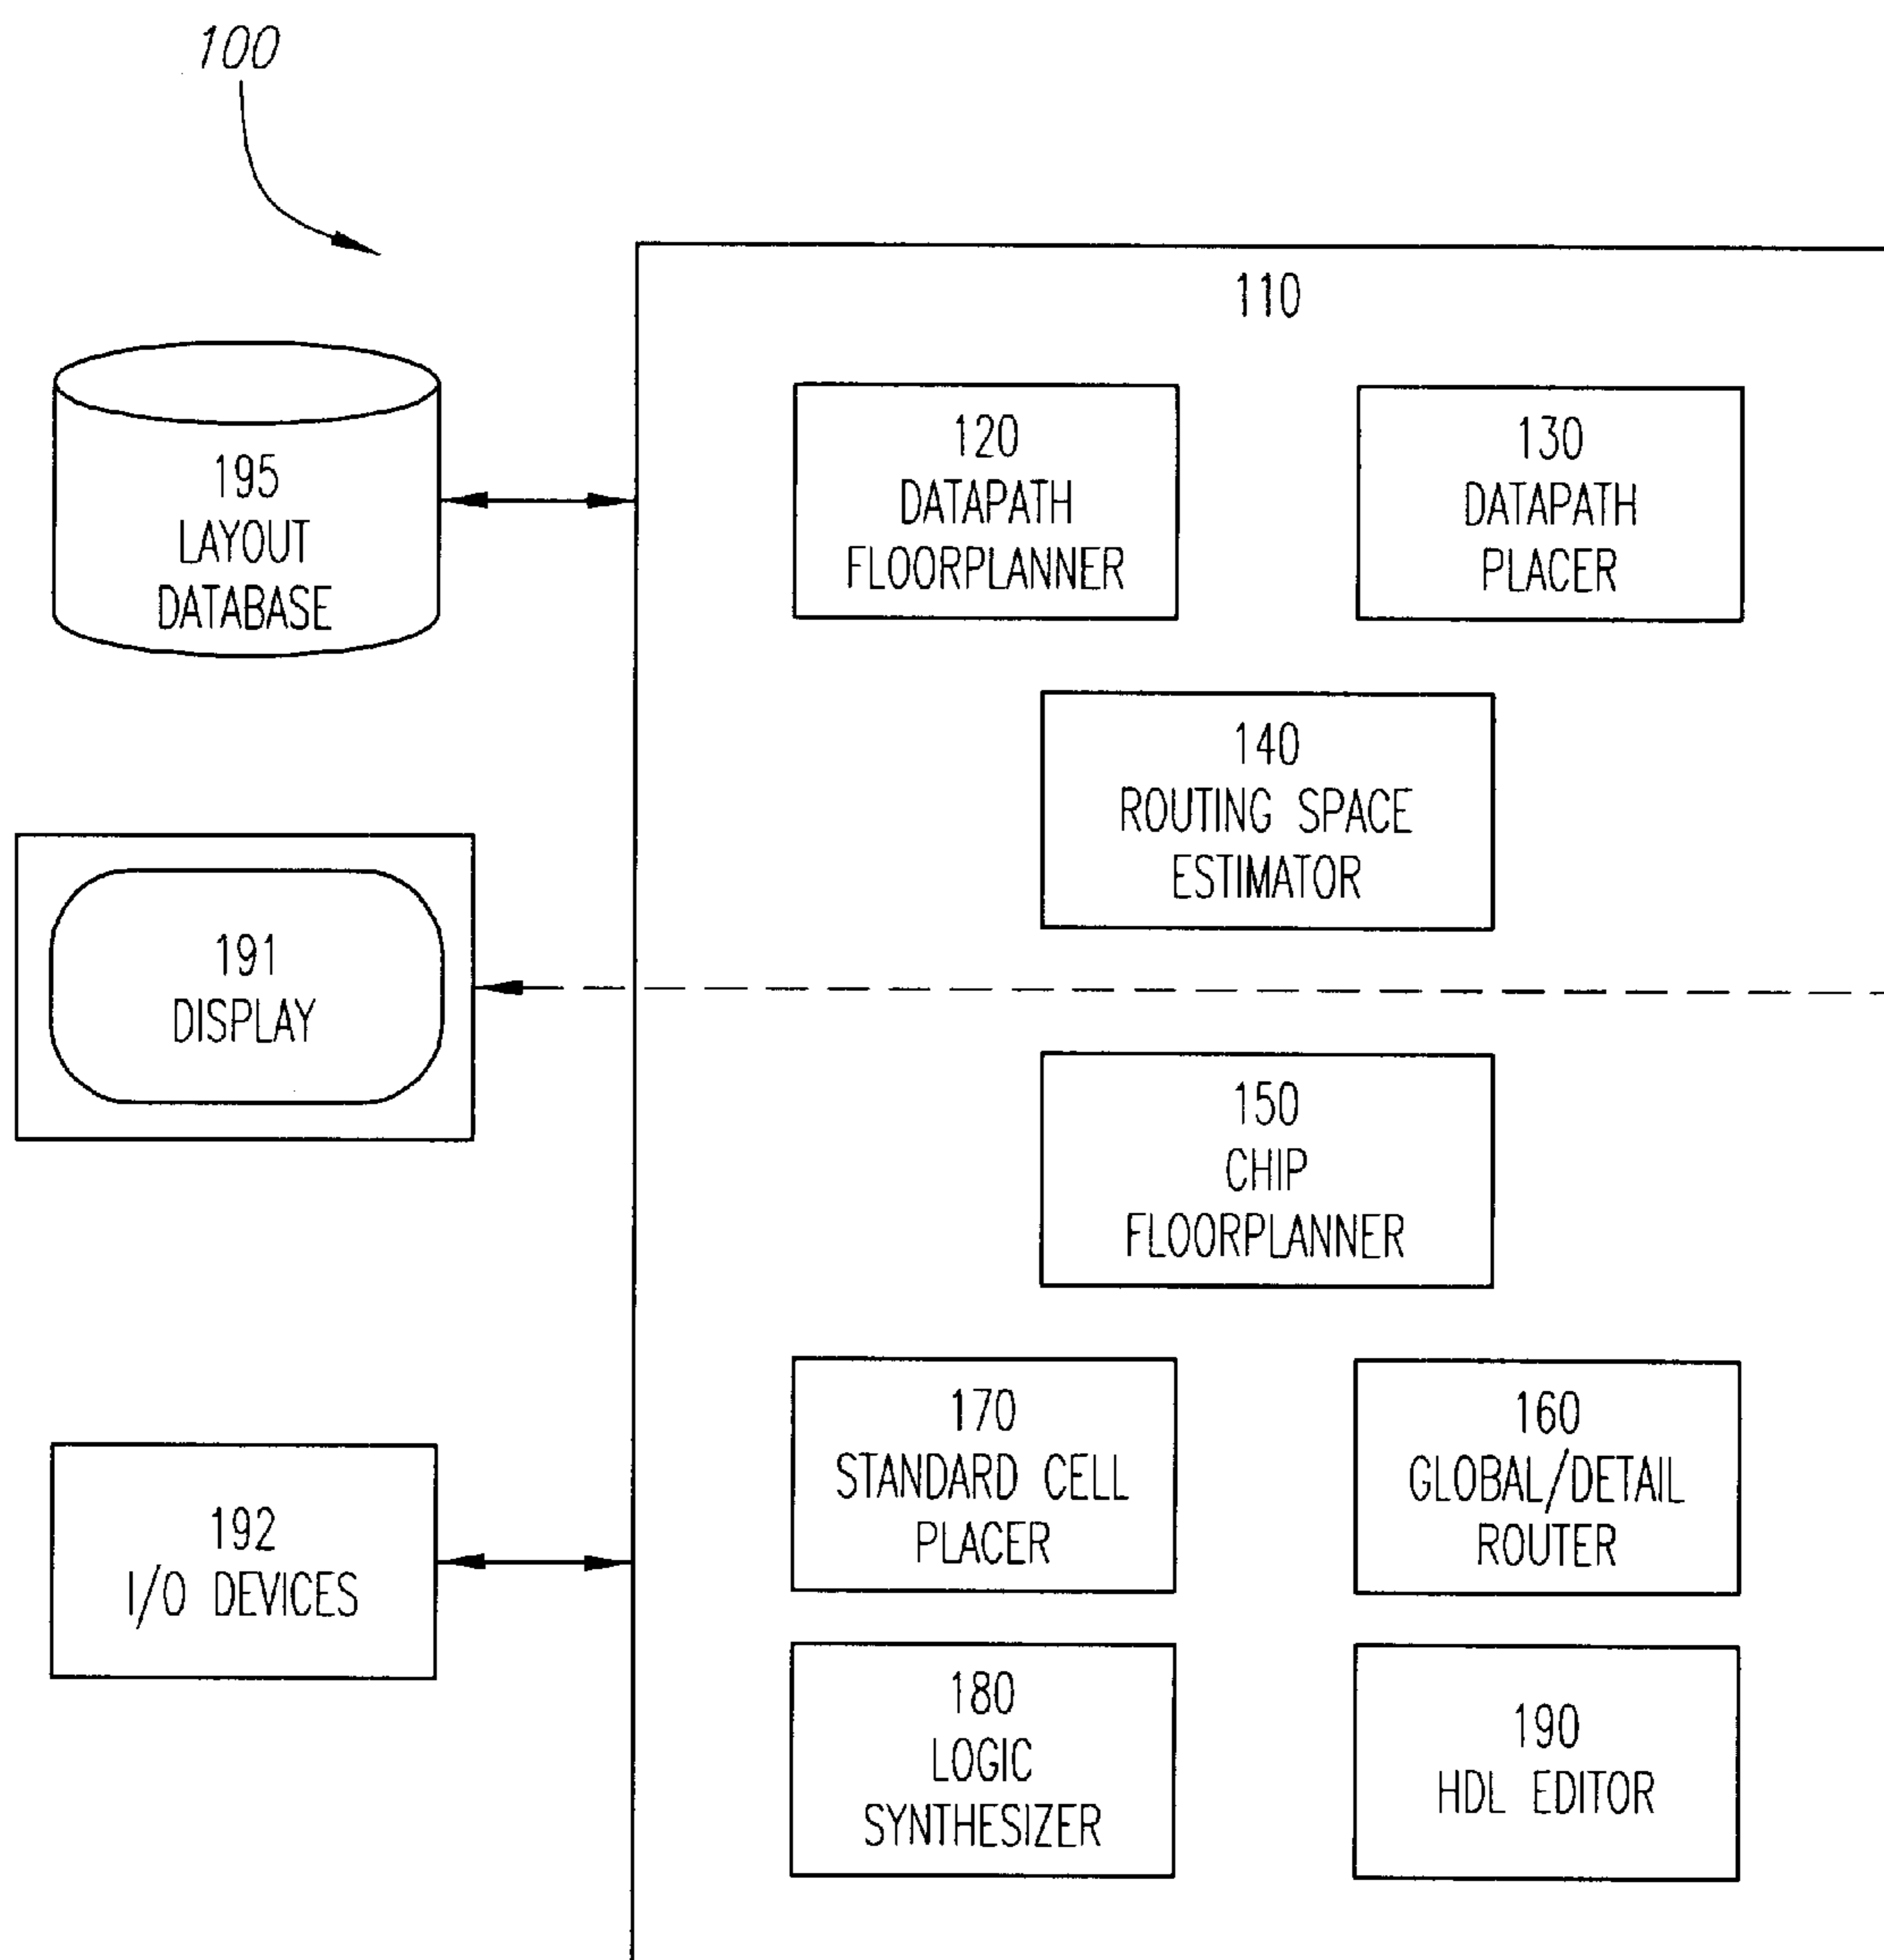 100
110
195
LAYOUT
DATABASE
120
DATAPATH
FLOORPLANNER
130
DATAPATH
PLACER
140
ROUTING SPACE
ESTIMATOR
191
DISPLAY
150
CHIP
FLOORPLANNER
170
STANDARD CELL
PLACER
160
GLOBAL/DETAIL
ROUTER
192
I/O DEVICES
180
LOGIC
SYNTHESIZER
190
HDL EDITOR